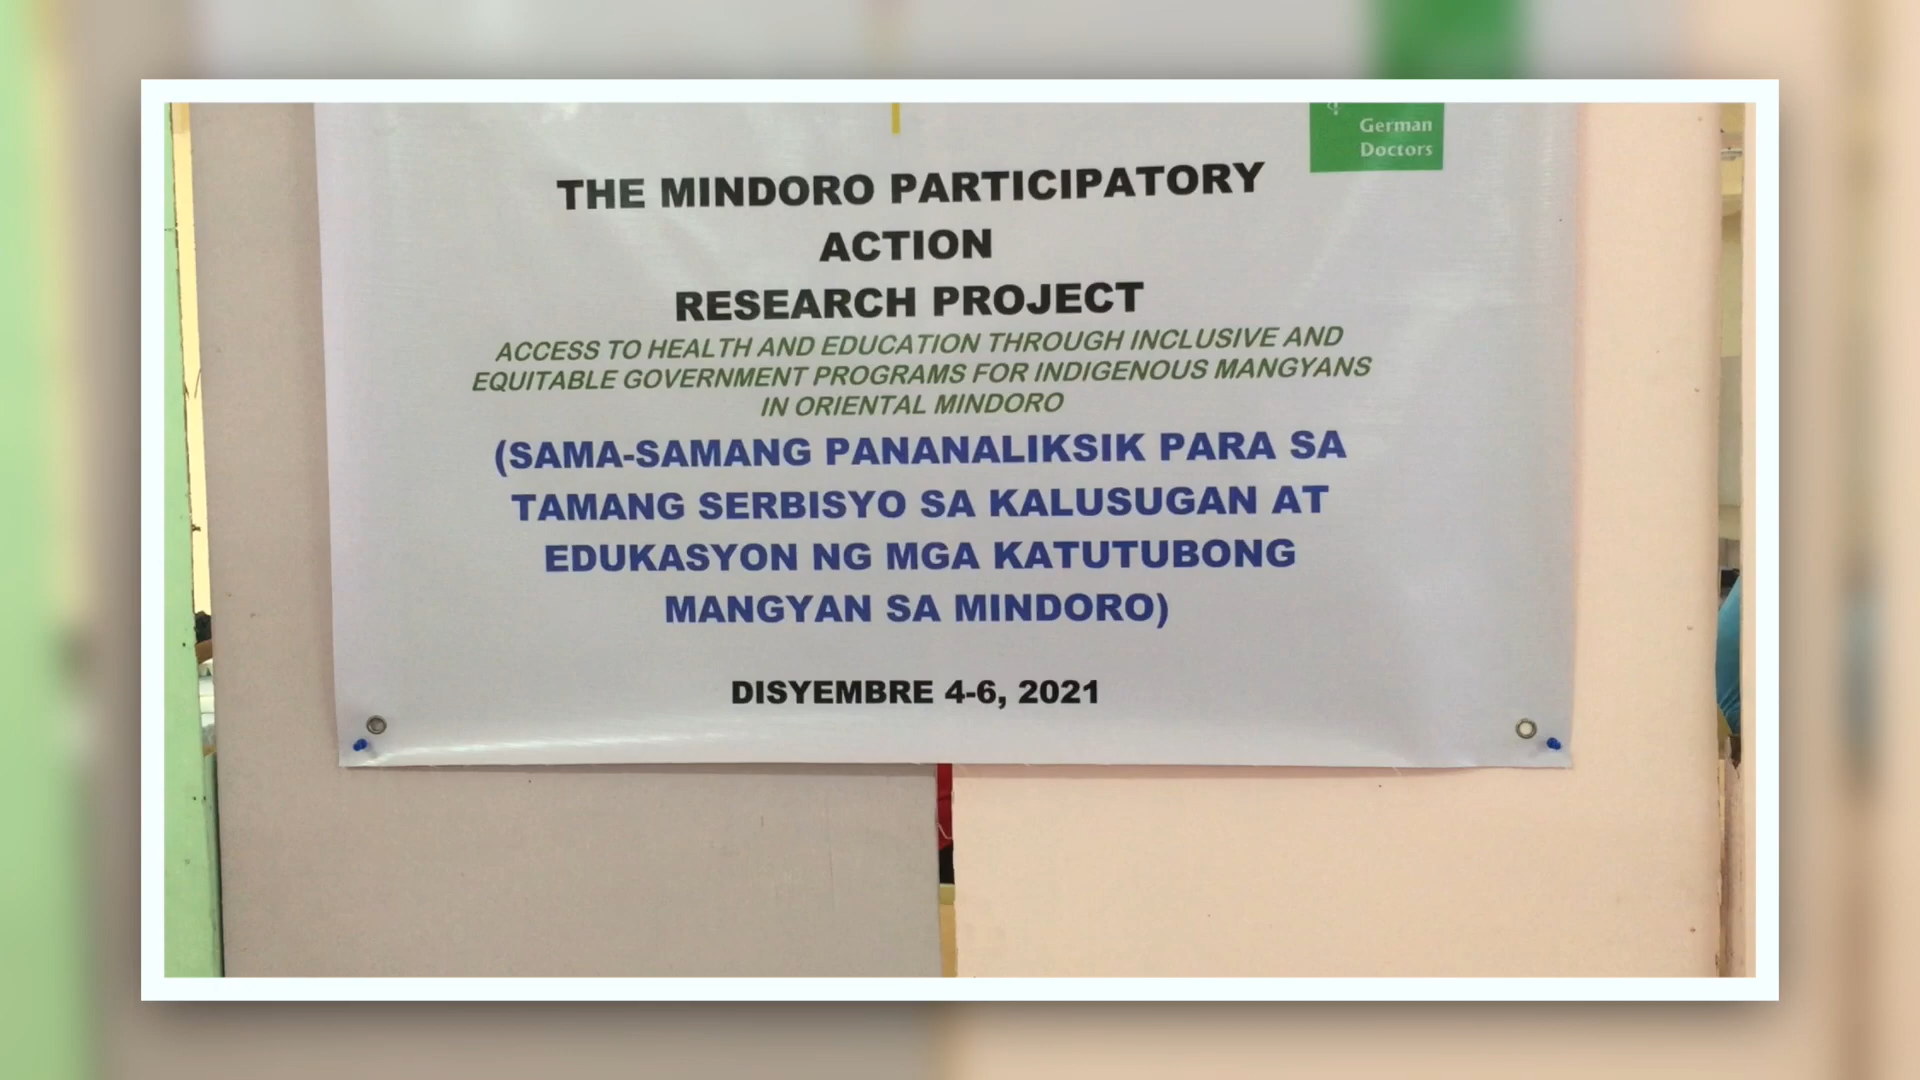 German
Doctors
THE MINDORO PARTICIPATORY
ACTION
RESEARCH PROJECT
ACCESS TO HEALTH AND EDUCATION THROUGH INCLUSIVE AND
EQUITABLE GOVERNMENT PROGRAMS FOR INDIGENOUS MANGYANS
IN ORIENTAL MINDORO
(SAMA-SAMANG PANANALIKSIK PARA SA
TAMANG SERBISYO SA KALUSUGAN AT
EDUKASYON NG MGA KATUTUBONG
MANGYAN SA MINDORO)
DISYEMBRE 4-6, 2021